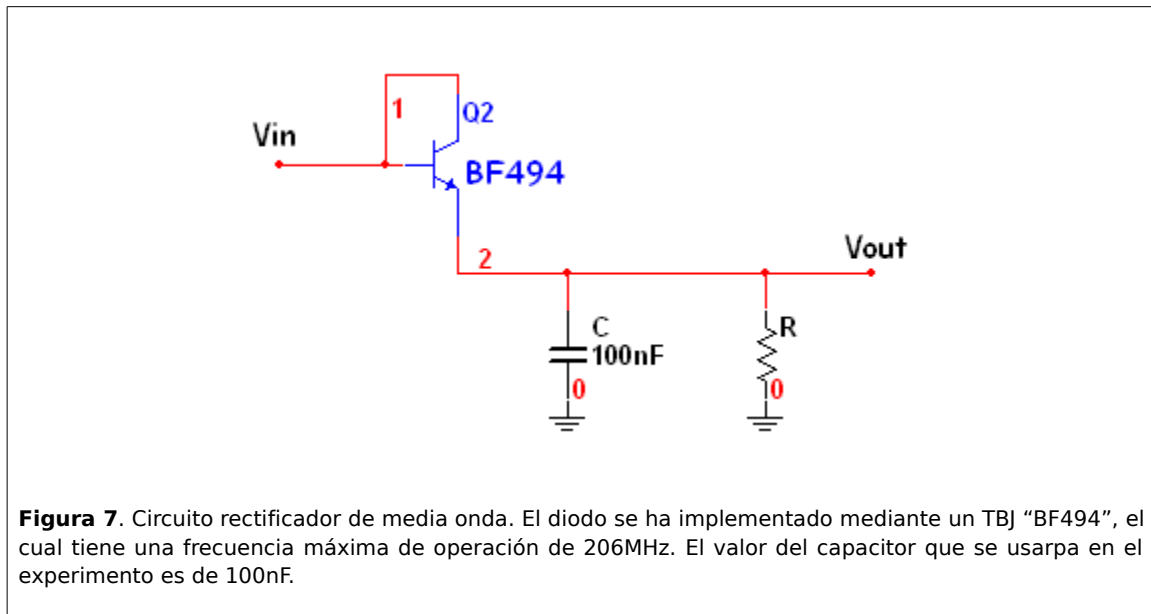 1
Q2
Vin
BF494
2
Vout
C
100nF
0
R
0
Figura 7. Circuito rectificador de media onda. El diodo se ha implementado mediante un TBJ “BF494”, el
cual tiene una frecuencia máxima de operación de 206MHz. El valor del capacitor que se usarpa en el
experimento es de 100nF.